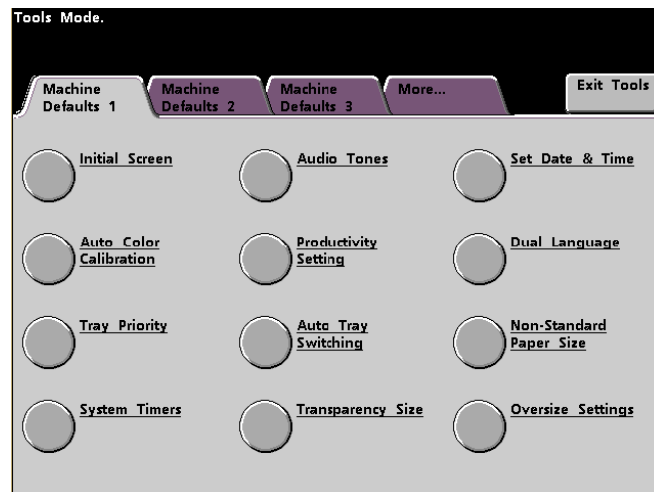 Tools Mode.
Machine
Defaults 1
Machine
Defaults 2
Machine
Defaults 3
More...
Exit Tools
Initial Screen
Audio Tones
Set Date & Time
Auto Color
Calibration
Productivity
Setting
Dual Language
Tray Priority
Auto Tray
Switching
Non-Standard
Paper Size
System Timers
Transparency Size
Oversize Settings